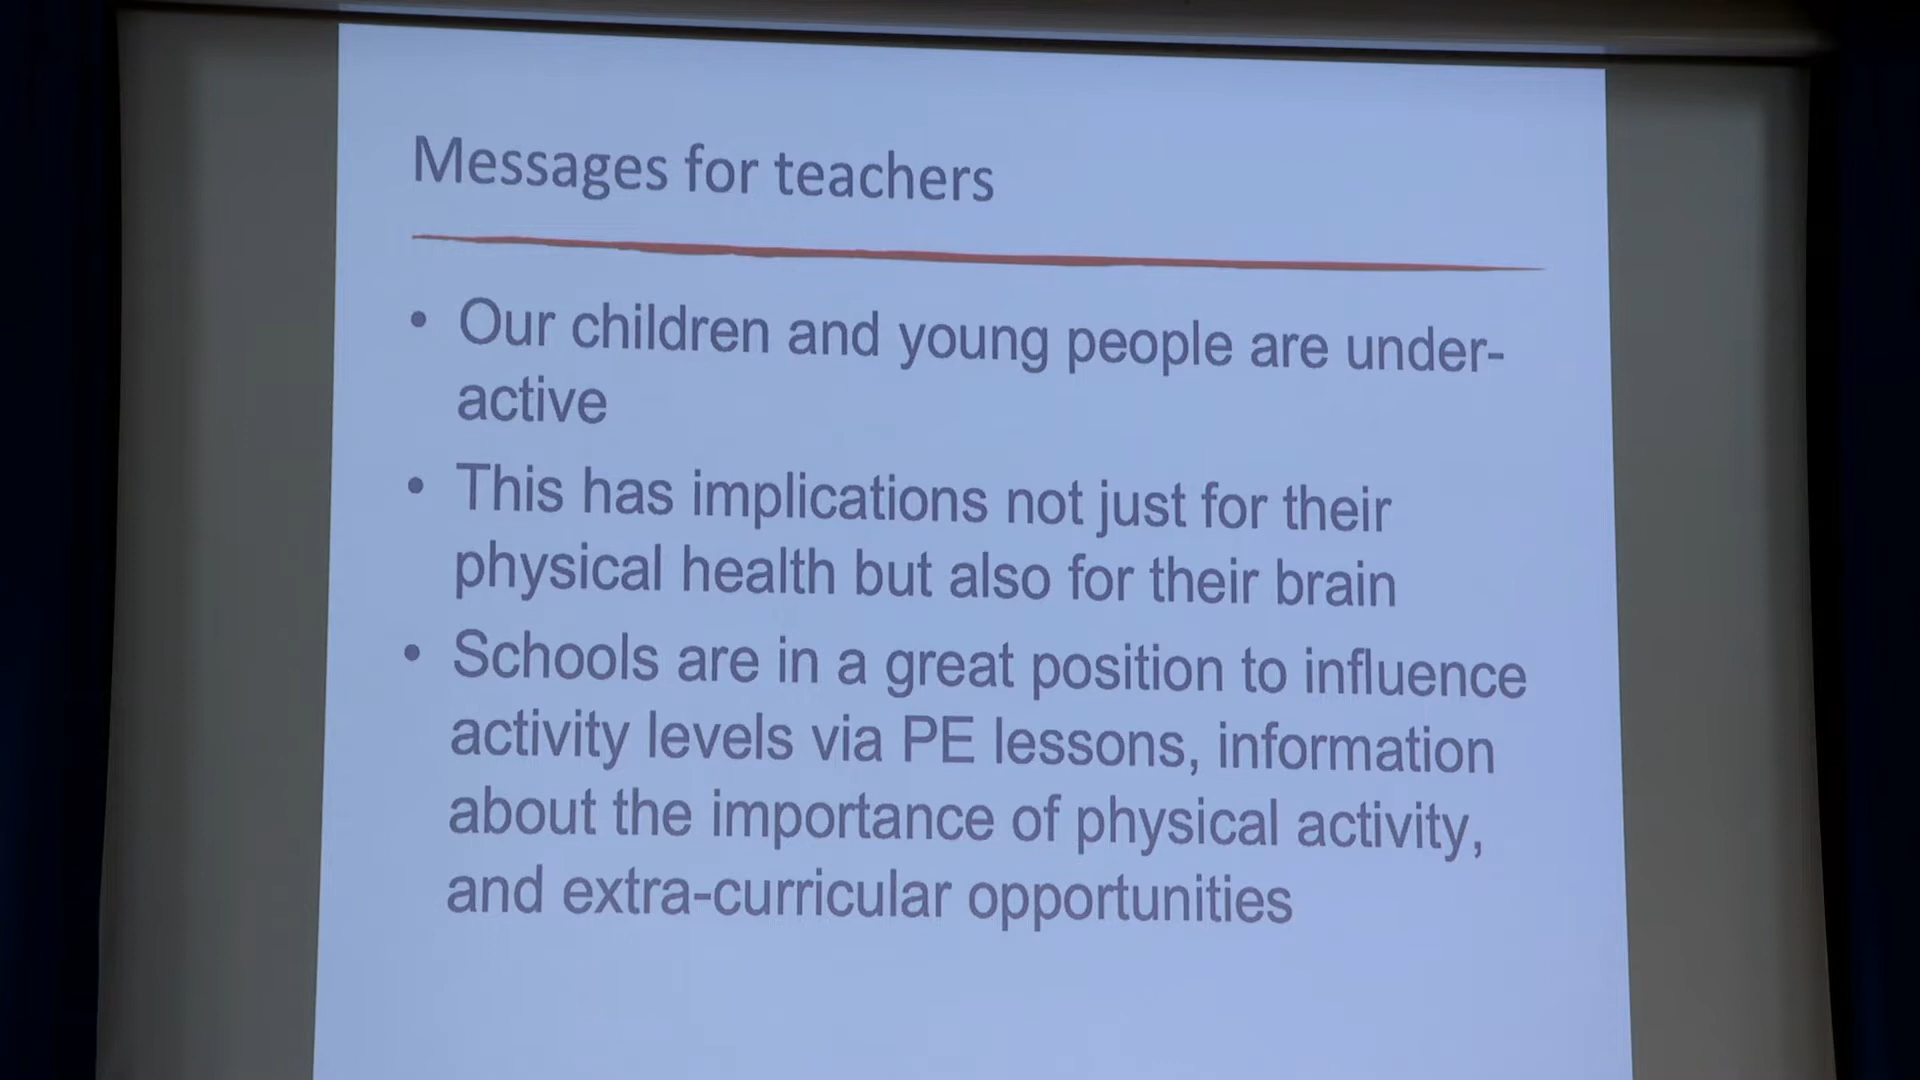 Messages for teachers
• Our children and young people are under-
active
• This has implications not just for their
physical health but also for their brain
• Schools are in a great position to influence
activity levels via PE lessons, information
about the importance of physical activity,
and extra-curricular opportunities